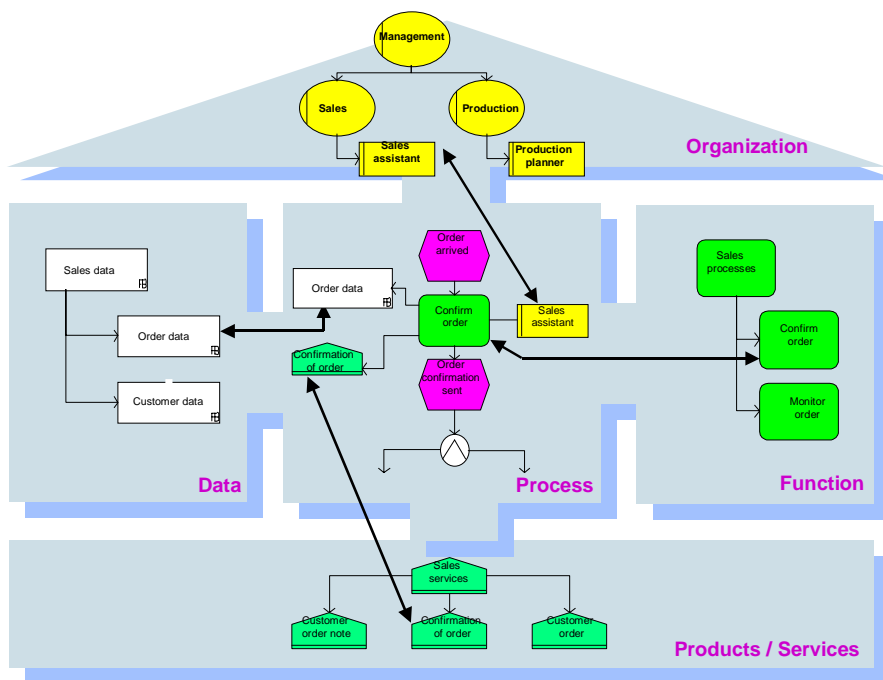 Management
Sales
Production
Sales
assistant
Production
planner
Organization
Sales data
Order data
Customer data
Data
Order
arrived
Order data
Confirm
order
Sales
assistant
Confirmation
of order
Order
confirmation
sent
Process
Sales
processes
Confirm
order
Monitor
order
Function
Sales
services
Customer
order note
Confirmation
of order
Customer
order
Products / Services